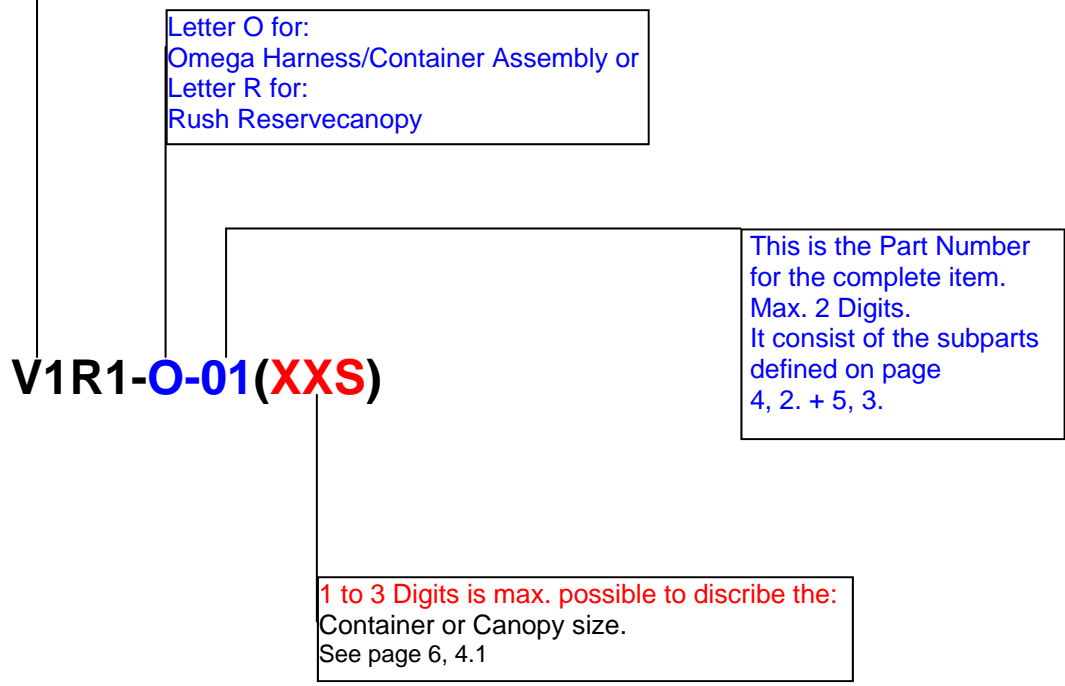 Letter O for:
Omega Harness/Container Assembly or
Letter R for:
Rush Reservecanopy
This is the Part Number
for the complete item.
Max. 2 Digits.
It consist of the subparts
defined on page
4, 2. + 5, 3.
V1R1-O-01(XXS)
1 to 3 Digits is max. possible to discribe the:
Container or Canopy size.
See page 6, 4.1